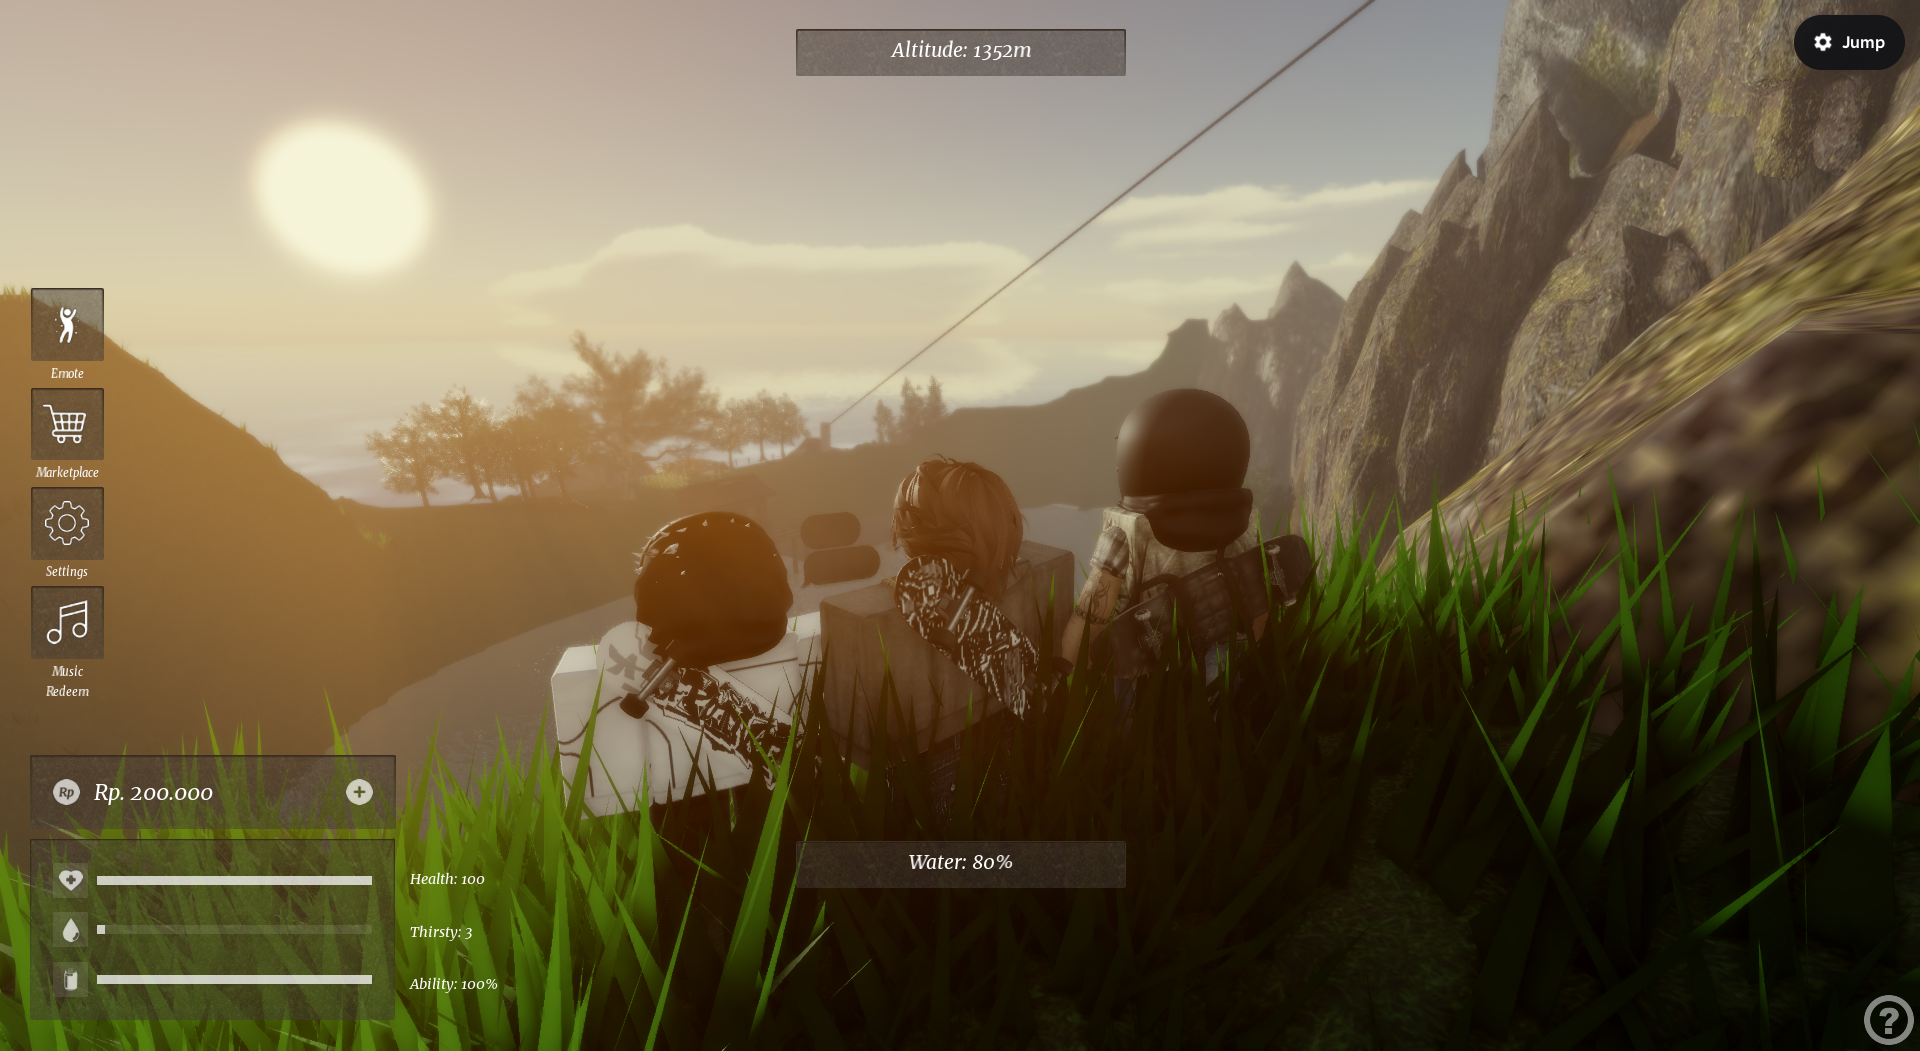 Altitude: 1352m
Jump
Emote
Marketplace
Settings
Music
Redeem
Rp Rp. 200.000 +
Water: 80%
Health: 100
Thirsty: 3
Ability: 100%
?